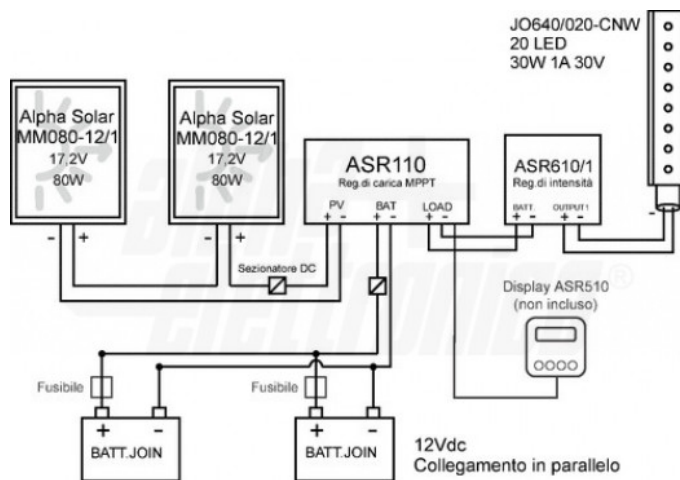 JO640/020-CNW
20 LED
30W 1A 30V
Alpha Solar
MM080-12/1
17,2V
80W
Alpha Solar
MM080-12/1
17,2V
80W
ASR110
Reg.di carica MPPT
PV BAT LOAD
+ - + - + -
ASR610/1
Reg.di intensità
BATT. OUTPUT1
+ - + -
- + - +
- +
Sezionatore DC
Display ASR510
(non incluso)
Fusibile
Fusibile
+ -
BATT.JOIN
+ -
BATT.JOIN
12Vdc
Collegamento in parallelo
alpha
elettronica®